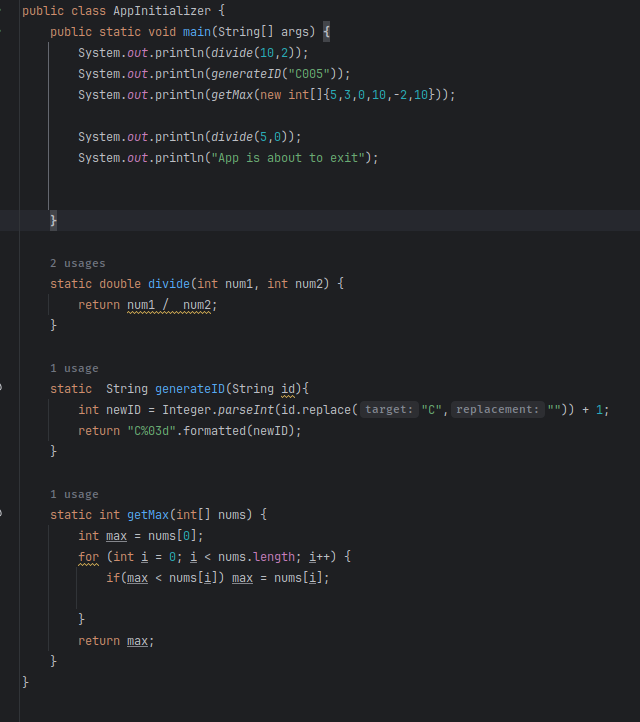 public class AppInitializer {
public static void main(String[] args) {
System.out.println(divide(10,2));
System.out.println(generateID("C005"));
System.out.println(getMax(new int[]{5,3,0,10,-2,10}));
System.out.println(divide(5,0));
System.out.println("App is about to exit");
}
2 usages
static double divide(int num1, int num2) {
return num1 /  num2;
}
1 usage
static  String generateID(String id){
int newID = Integer.parseInt(id.replace( target: "C", replacement: "")) + 1;
return "C%03d".formatted(newID);
}
1 usage
static int getMax(int[] nums) {
int max = nums[0];
for (int i = 0; i < nums.length; i++) {
if(max < nums[i]) max = nums[i];
}
return max;
}
}